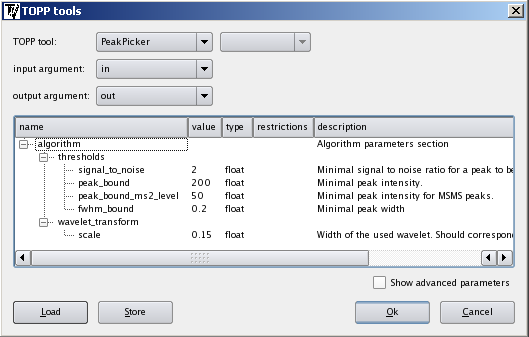 TOPP tools
TOPP tool: PeakPicker
input argument: in
output argument: out
name value type restrictions description
algorithm Algorithm parameters section
thresholds
signal_to_noise 2 float Minimal signal to noise ratio for a peak to be
peak_bound 200 float Minimal peak intensity.
peak_bound_ms2_level 50 float Minimal peak intensity for MSMS peaks.
fwhm_bound 0.2 float Minimal peak width
wavelet_transform
scale 0.15 float Width of the used wavelet. Should correspon
Show advanced parameters
Load Store Ok Cancel